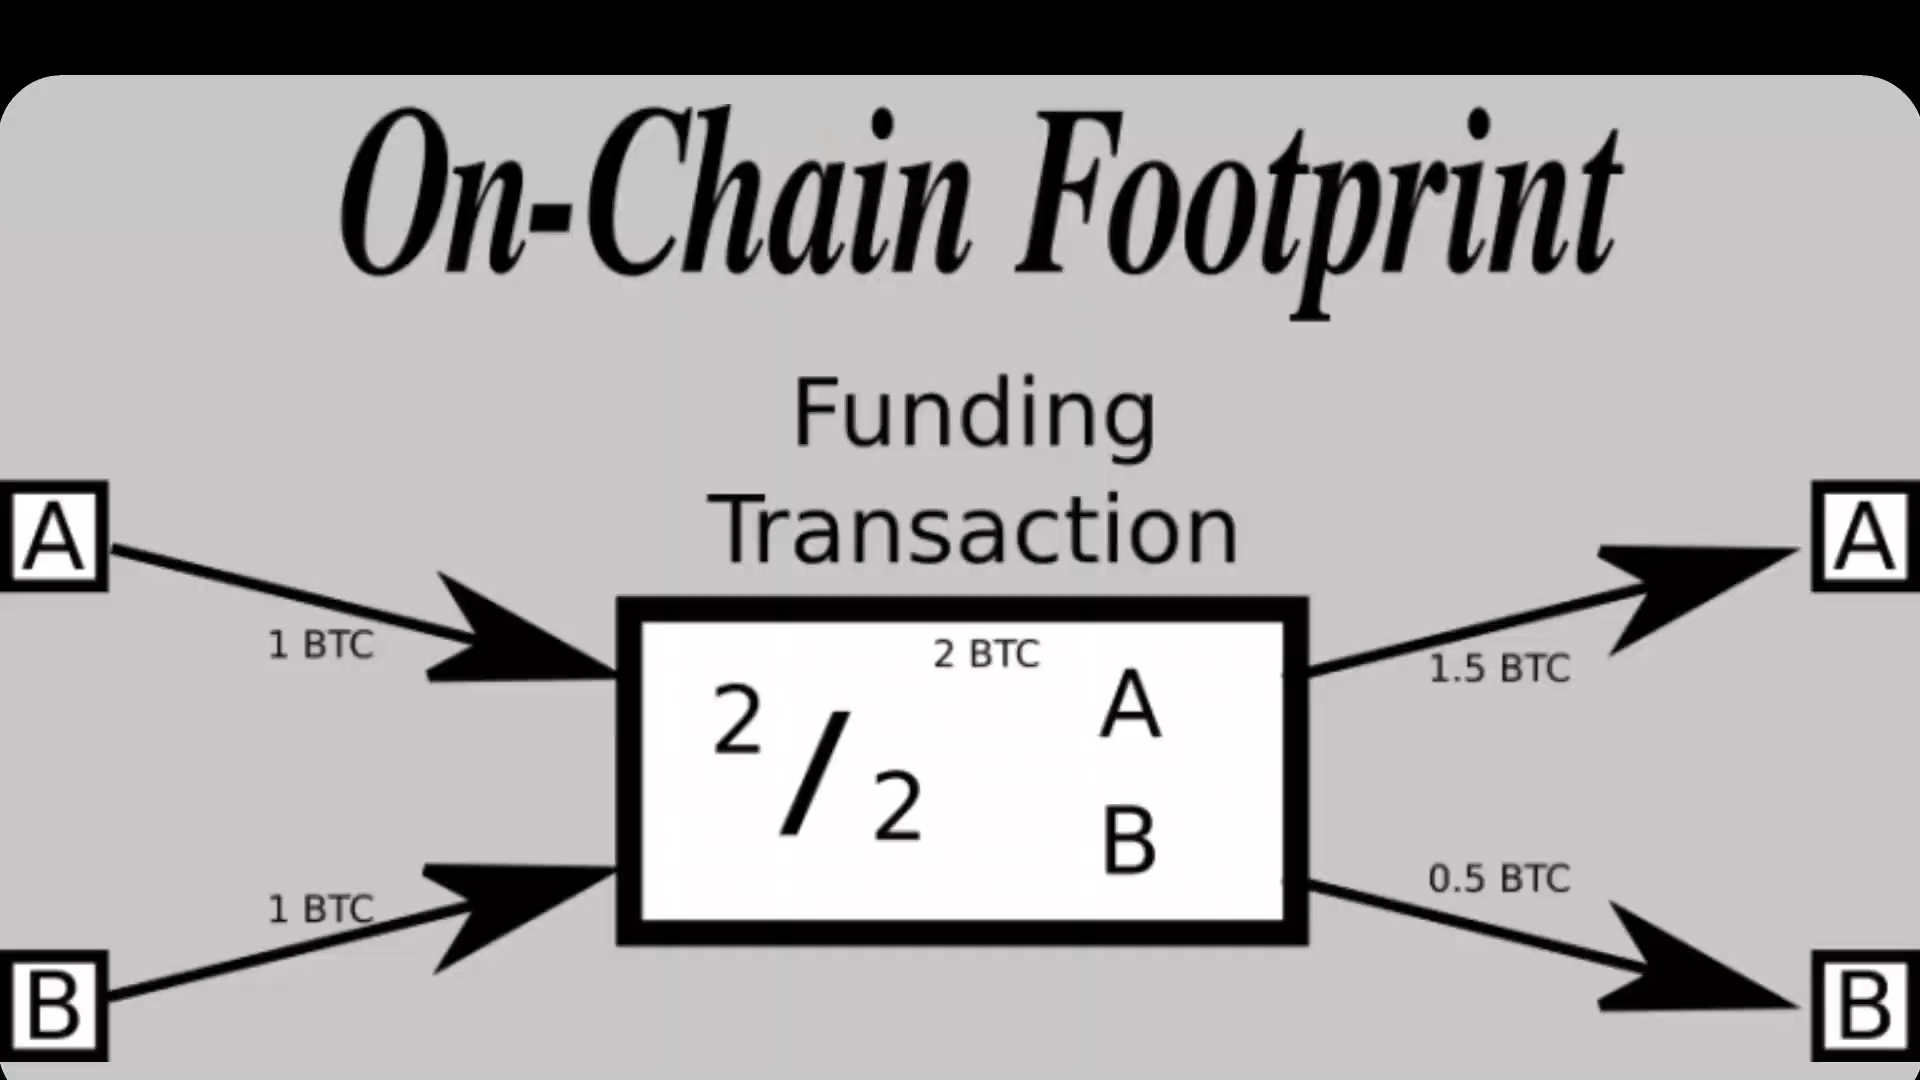 On-Chain Footprint
Funding
Transaction
A
A
1 BTC
2 BTC
1.5 BTC
2/2
A
B
1 BTC
0.5 BTC
B
B